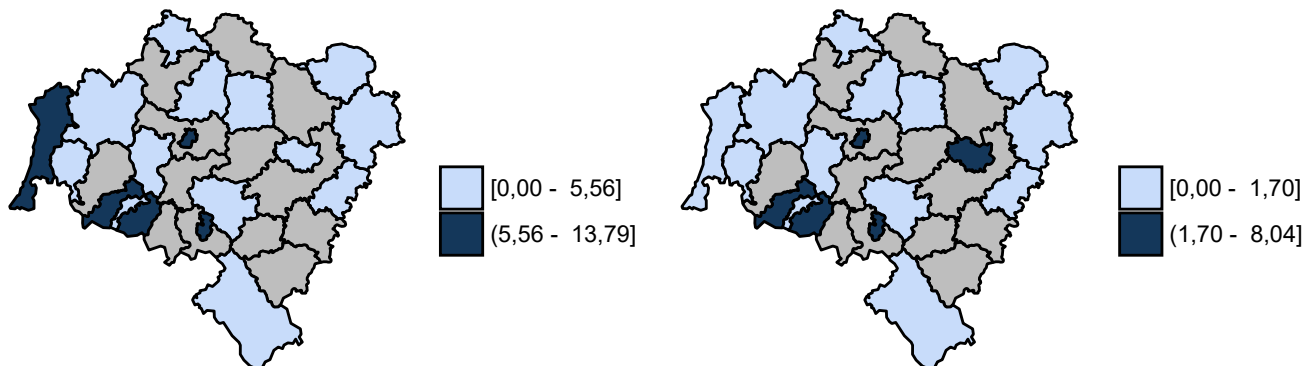 [0,00 - 5,56]
(5,56 - 13,79]
[0,00 - 1,70]
(1,70 - 8,04]